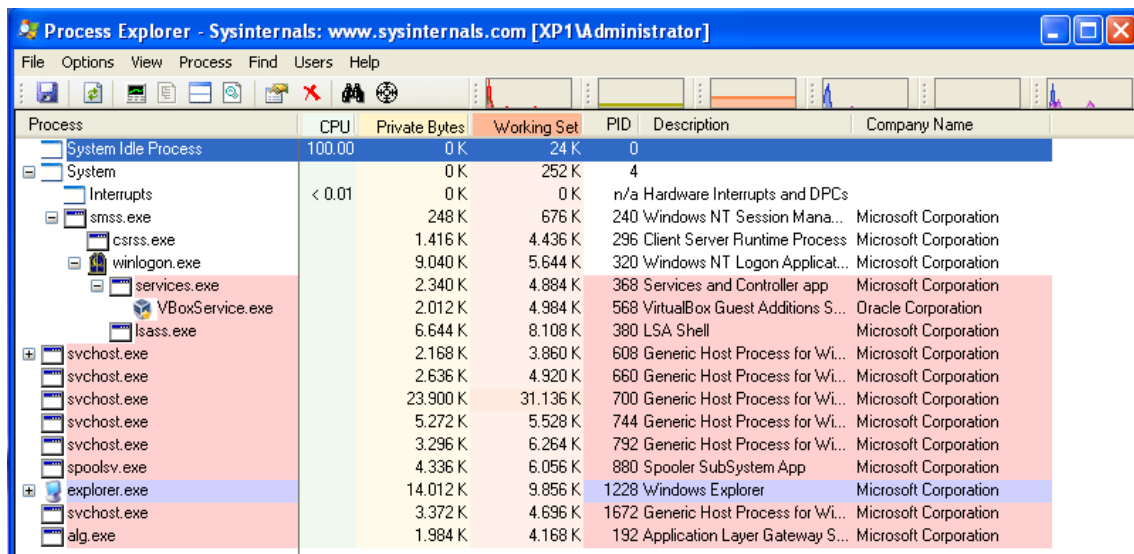 Process Explorer - Sysinternals: www.sysinternals.com [XP1\Administrator]
File Options View Process Find Users Help
Process CPU Private Bytes Working Set PID Description Company Name
System Idle Process 100.00 0 K 24 K 0
System 0 K 252 K 4
Interrupts < 0.01 0 K 0 K n/a Hardware Interrupts and DPCs
smss.exe 248 K 676 K 240 Windows NT Session Mana... Microsoft Corporation
csrss.exe 1.416 K 4.436 K 296 Client Server Runtime Process Microsoft Corporation
winlogon.exe 9.040 K 5.644 K 320 Windows NT Logon Applicat... Microsoft Corporation
services.exe 2.340 K 4.884 K 368 Services and Controller app Microsoft Corporation
VBoxService.exe 2.012 K 4.984 K 568 VirtualBox Guest Additions S... Oracle Corporation
lsass.exe 6.644 K 8.108 K 380 LSA Shell Microsoft Corporation
svchost.exe 2.168 K 3.860 K 608 Generic Host Process for Wi... Microsoft Corporation
svchost.exe 2.636 K 4.920 K 660 Generic Host Process for Wi... Microsoft Corporation
svchost.exe 23.900 K 31.136 K 700 Generic Host Process for Wi... Microsoft Corporation
svchost.exe 5.272 K 5.528 K 744 Generic Host Process for Wi... Microsoft Corporation
svchost.exe 3.296 K 6.264 K 792 Generic Host Process for Wi... Microsoft Corporation
spoolsv.exe 4.336 K 6.056 K 880 Spooler SubSystem App Microsoft Corporation
explorer.exe 14.012 K 9.856 K 1228 Windows Explorer Microsoft Corporation
svchost.exe 3.372 K 4.696 K 1672 Generic Host Process for Wi... Microsoft Corporation
alg.exe 1.984 K 4.168 K 192 Application Layer Gateway S... Microsoft Corporation